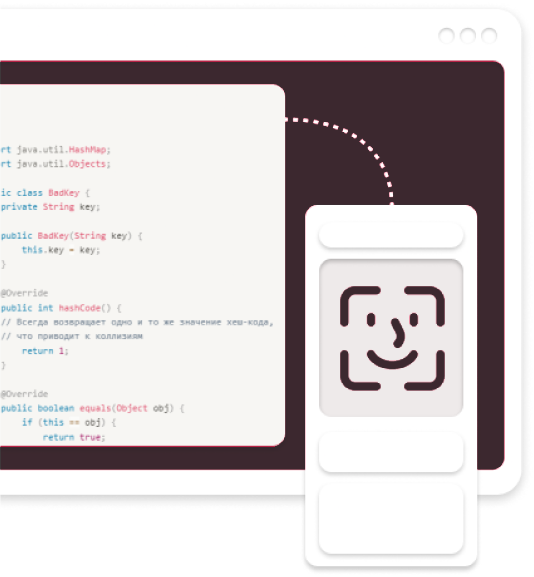 rt java.util.HashMap;
rt java.util.Objects;
ic class BadKey {
private String key;
public BadKey(String key) {
this.key = key;
}
@Override
public int hashCode() {
// Всегда возвращает одно и то же значение хеш-кода,
// что приводит к коллизиям
return 1;
}
@Override
public boolean equals(Object obj) {
if (this == obj) {
return true;